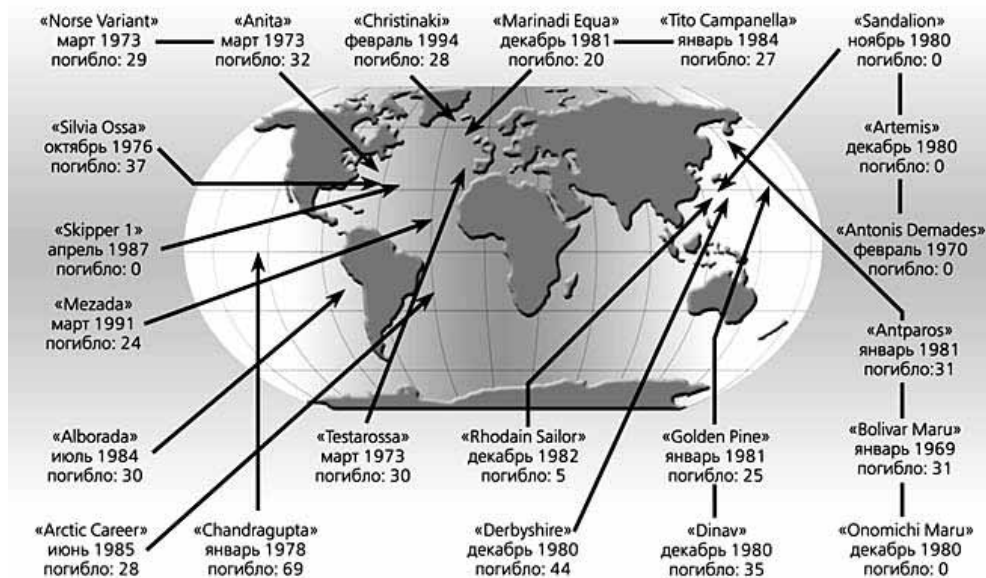 «Norse Variant»
март 1973
погибло: 29
«Anita»
март 1973
погибло: 32
«Christinaki»
февраль 1994
погибло: 28
«Marinadi Equa»
декабрь 1981
погибло: 20
«Tito Campanella»
январь 1984
погибло: 27
«Sandalion»
ноябрь 1980
погибло: 0
«Silvia Ossa»
октябрь 1976
погибло: 37
«Artemis»
декабрь 1980
погибло: 0
«Skipper 1»
апрель 1987
погибло: 0
«Antonis Demades»
февраль 1970
погибло: 0
«Mezada»
март 1991
погибло: 24
«Antparos»
январь 1981
погибло:31
«Alborada»
июль 1984
погибло: 30
«Testarossa»
март 1973
погибло: 30
«Rhodain Sailor»
декабрь 1982
погибло: 5
«Golden Pine»
январь 1981
погибло: 25
«Bolivar Maru»
январь 1969
погибло: 31
«Arctic Career»
июнь 1985
погибло: 28
«Chandragupta»
январь 1978
погибло: 69
«Derbyshire»
декабрь 1980
погибло: 44
«Dinav»
декабрь 1980
погибло: 35
«Onomichi Maru»
декабрь 1980
погибло: 0